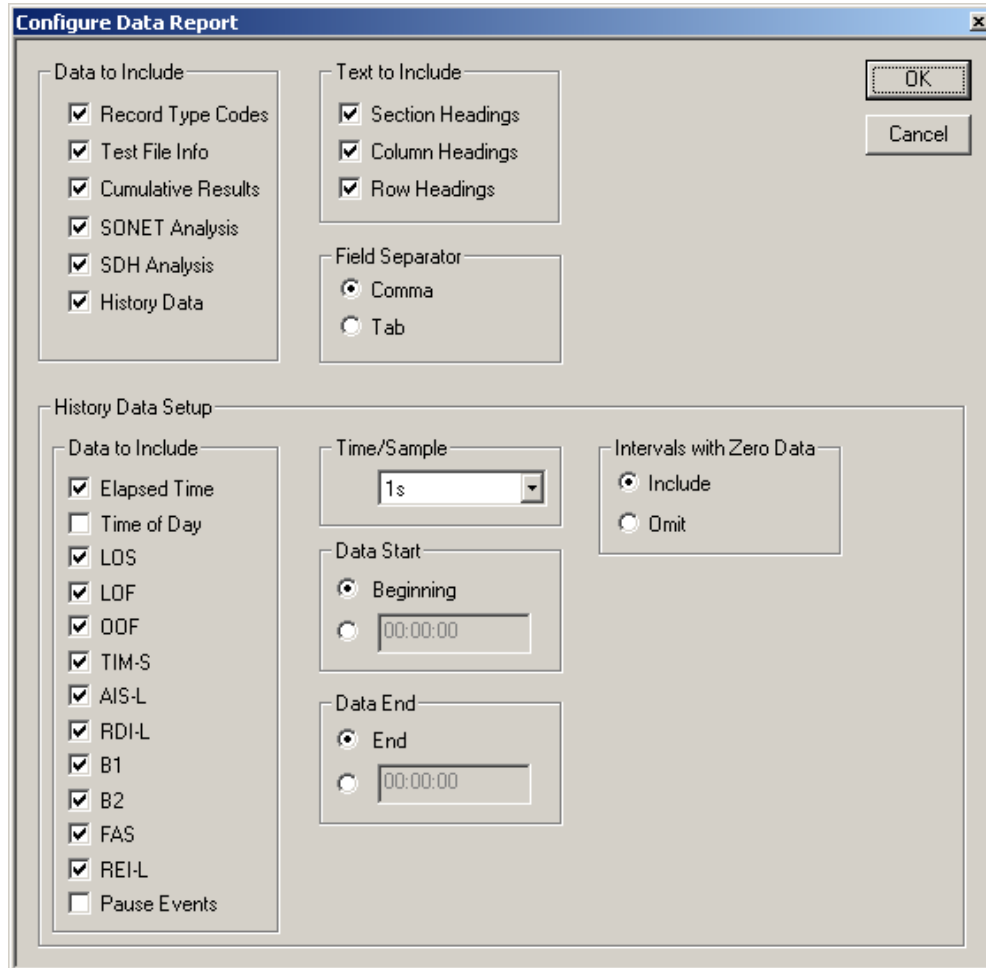 Configure Data Report
Data to Include
Record Type Codes
Test File Info
Cumulative Results
SONET Analysis
SDH Analysis
History Data
Text to Include
Section Headings
Column Headings
Row Headings
Field Separator
Comma
Tab
OK
Cancel
History Data Setup
Data to Include
Elapsed Time
Time of Day
LOS
LOF
OOF
TIM-S
AIS-L
RDI-L
B1
B2
FAS
REI-L
Pause Events
Time/Sample
1s
Data Start
Beginning
00:00:00
Data End
End
00:00:00
Intervals with Zero Data
Include
Omit